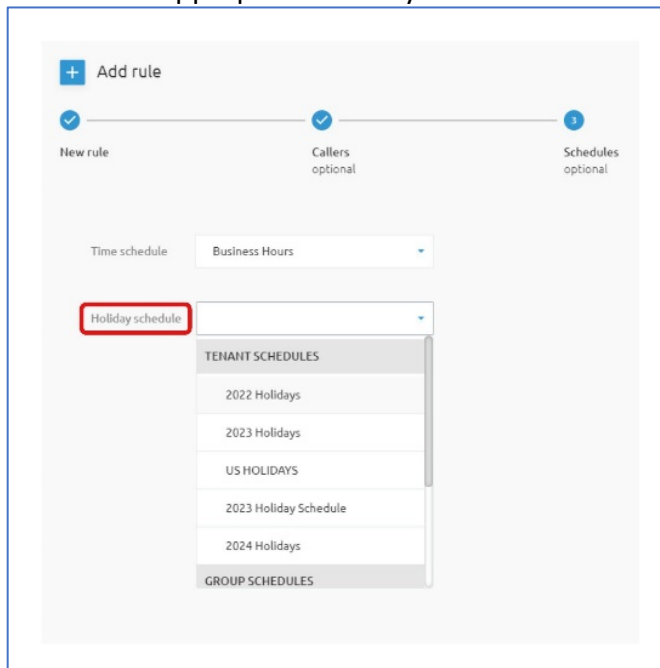 + Add rule
3
New rule
Callers
optional
Schedules
optional
Time schedule Business Hours
Holiday schedule
TENANT SCHEDULES
2022 Holidays
2023 Holidays
US HOLIDAYS
2023 Holiday Schedule
2024 Holidays
GROUP SCHEDULES